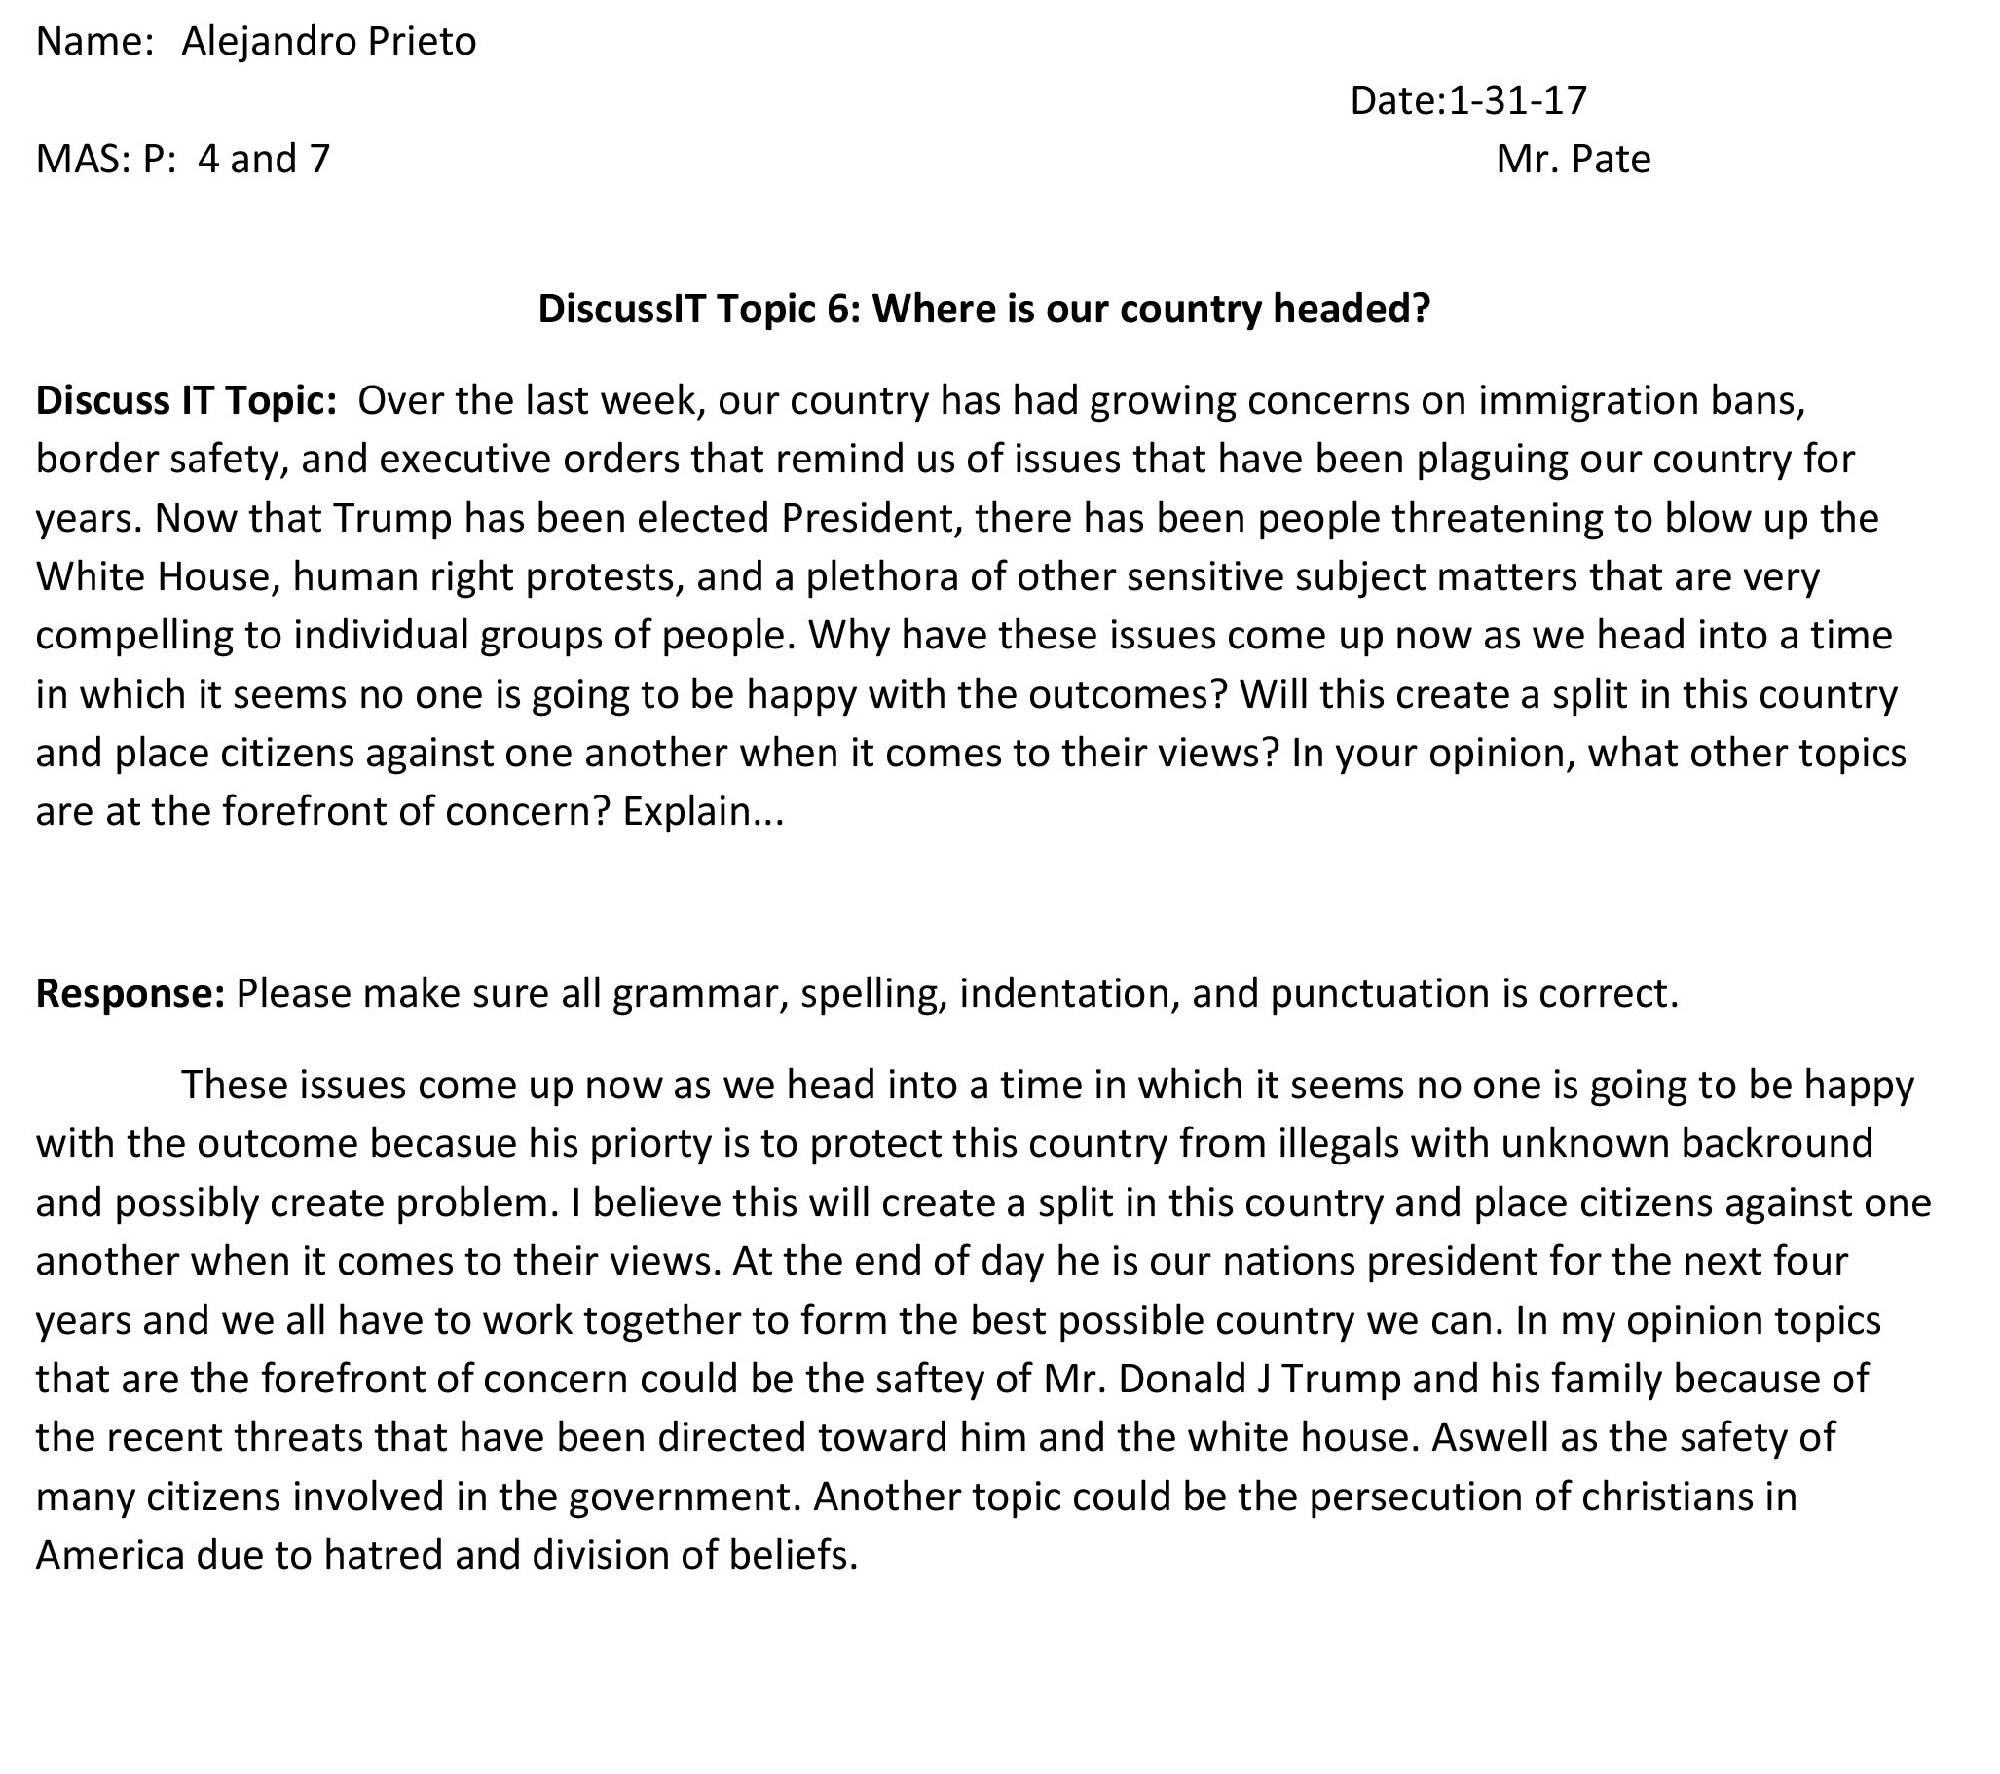 Name: Alejandro Prieto
Date:1-31-17
MAS: P: 4 and 7 Mr. Pate
DiscussIT Topic 6: Where is our country headed?
Discuss IT Topic: Over the last week, our country has had growing concerns on immigration bans,
border safety, and executive orders that remind us of issues that have been plaguing our country for
years. Now that Trump has been elected President, there has been people threatening to blow up the
White House, human right protests, and a plethora of other sensitive subject matters that are very
compelling to individual groups of people. Why have these issues come up now as we head into a time
in which it seems no one is going to be happy with the outcomes? Will this create a split in this country
and place citizens against one another when it comes to their views? In your opinion, what other topics
are at the forefront of concern? Explain...
Response: Please make sure all grammar, spelling, indentation, and punctuation is correct.
These issues come up now as we head into a time in which it seems no one is going to be happy
with the outcome becasue his priorty is to protect this country from illegals with unknown backround
and possibly create problem. I believe this will create a split in this country and place citizens against one
another when it comes to their views. At the end of day he is our nations president for the next four
years and we all have to work together to form the best possible country we can. In my opinion topics
that are the forefront of concern could be the saftey of Mr. Donald J Trump and his family because of
the recent threats that have been directed toward him and the white house. Aswell as the safety of
many citizens involved in the government. Another topic could be the persecution of christians in
America due to hatred and division of beliefs.